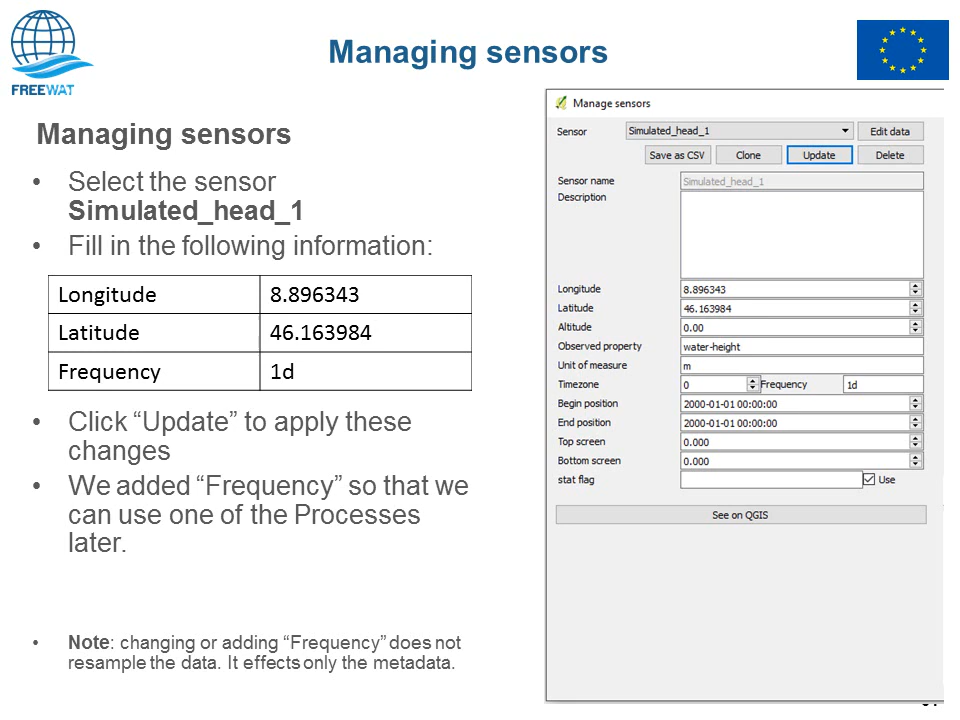 FREEWAT
Managing sensors
Managing sensors
• Select the sensor
Simulated_head_1
• Fill in the following information:
Longitude 8.896343
Latitude 46.163984
Frequency 1d
• Click “Update” to apply these
changes
• We added “Frequency” so that we
can use one of the Processes
later.
• Note: changing or adding “Frequency” does not
resample the data. It effects only the metadata.
Manage sensors
Sensor Simulated_head_1 Edit data
Save as CSV Clone Update Delete
Sensor name Simulated_head_1
Description
Longitude 8.896343
Latitude 46.163984
Altitude 0.00
Observed property water-height
Unit of measure m
Timezone 0 Frequency 1d
Begin position 2000-01-01 00:00:00
End position 2000-01-01 00:00:00
Top screen 0.000
Bottom screen 0.000
stat flag Use
See on QGIS